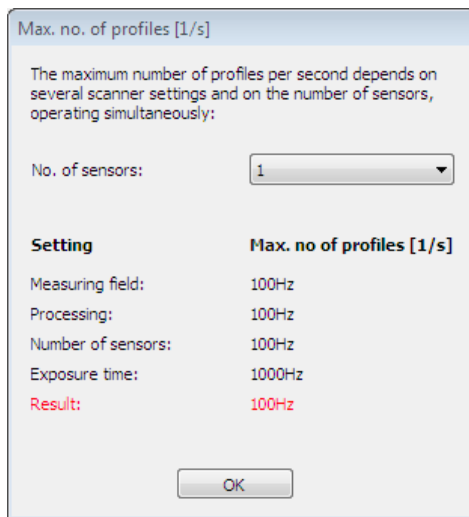 Max. no. of profiles [1/s]
The maximum number of profiles per second depends on
several scanner settings and on the number of sensors,
operating simultaneously:
No. of sensors: 1
Setting Max. no of profiles [1/s]
Measuring field: 100Hz
Processing: 100Hz
Number of sensors: 100Hz
Exposure time: 1000Hz
Result: 100Hz
OK